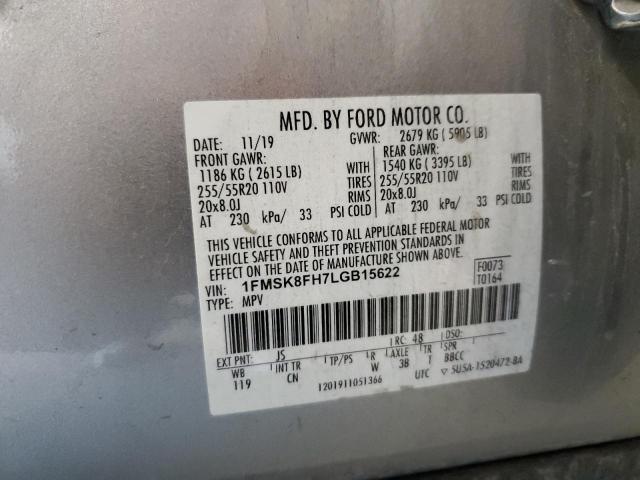 MFD. BY FORD MOTOR CO.
DATE: 11/19 GVWR: 2679 KG ( 5905 LB)
FRONT GAWR: REAR GAWR:
1186 KG ( 2615 LB) WITH 1540 KG ( 3395 LB) WITH
255/55R20 110V TIRES 255/55R20 110V TIRES
20x8.0J RIMS 20x8.0J RIMS
AT 230 kPa/ 33 PSI COLD AT 230 kPa/ 33 PSI COLD
THIS VEHICLE CONFORMS TO ALL APPLICABLE FEDERAL MOTOR
VEHICLE SAFETY AND THEFT PREVENTION STANDARDS IN
EFFECT ON THE DATE OF MANUFACTURE SHOWN ABOVE.
VIN: 1FMSK8FH7LGB15622 F0073
TYPE: MPV T0164
EXT PNT: JS RC: 48 DSO:
WB INT TR TP/PS R AXLE TR SPR
119 CN W 3B BBCC
1201911051366 UTC ▽ 5U5A-1520472-BA